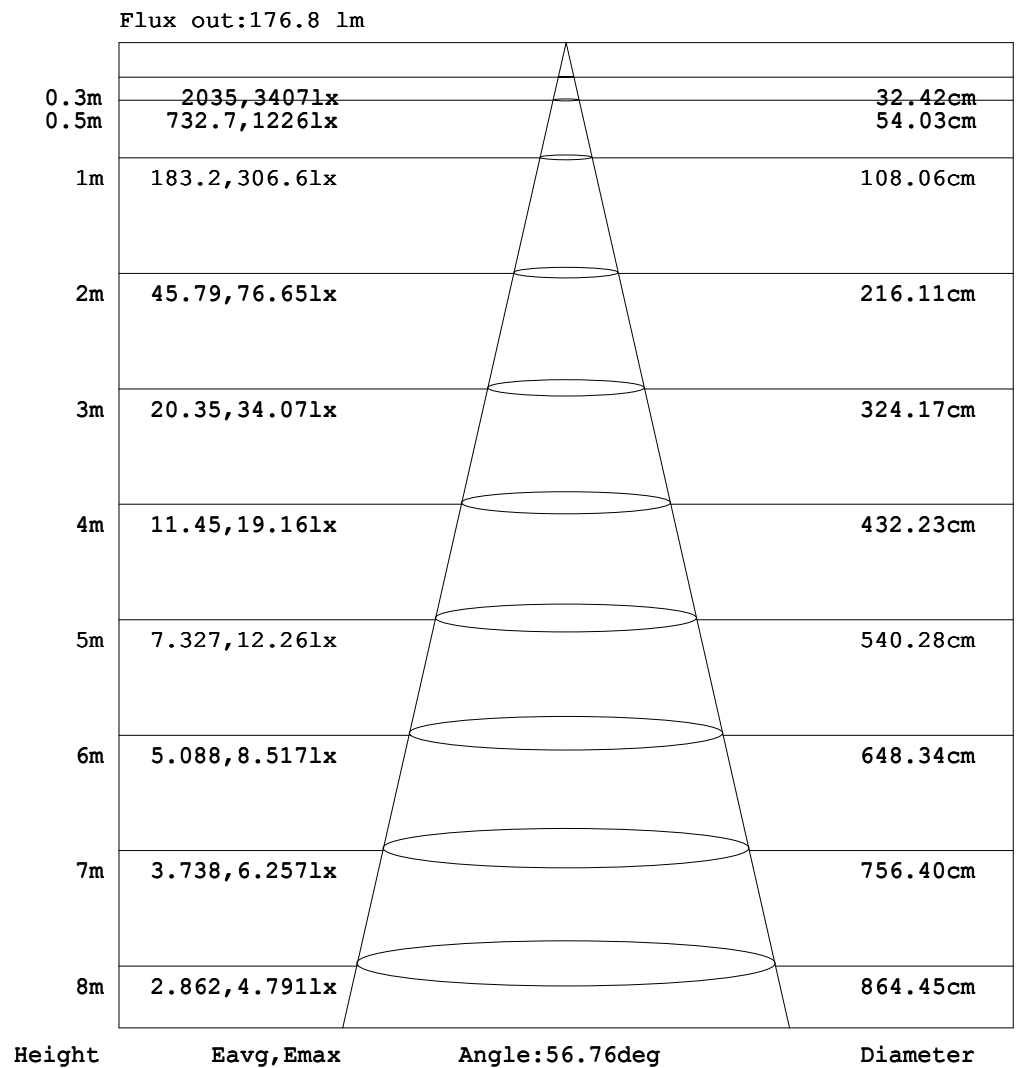 Flux out:176.8 lm
0.3m 2035,3407lx 32.42cm
0.5m 732.7,1226lx 54.03cm
1m 183.2,306.6lx 108.06cm
2m 45.79,76.65lx 216.11cm
3m 20.35,34.07lx 324.17cm
4m 11.45,19.16lx 432.23cm
5m 7.327,12.26lx 540.28cm
6m 5.088,8.517lx 648.34cm
7m 3.738,6.257lx 756.40cm
8m 2.862,4.791lx 864.45cm
Height Eavg,Emax Angle:56.76deg Diameter